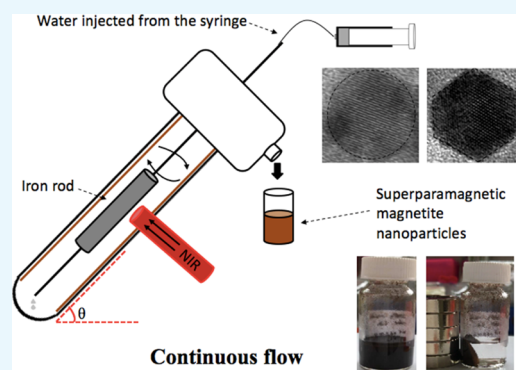 Water injected from the syringe
Iron rod
NIR
θ
Superparamagnetic
magnetite
nanoparticles
Continuous flow